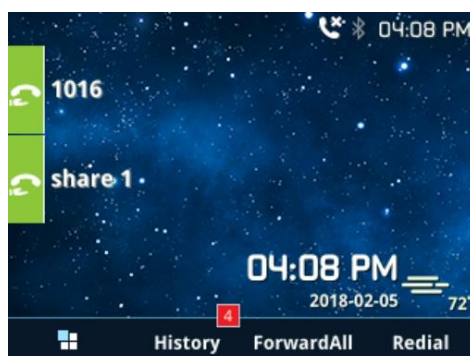 04:08 PM
1016
share 1
04:08 PM
2018-02-05
72°
4
History ForwardAll Redial